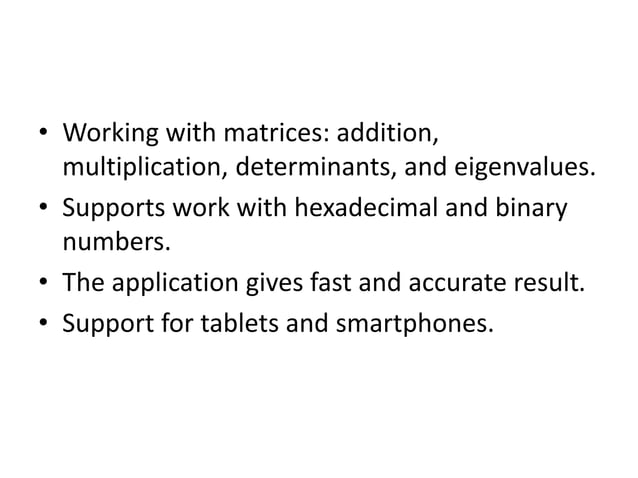 • Working with matrices: addition,
multiplication, determinants, and eigenvalues.
• Supports work with hexadecimal and binary
numbers.
• The application gives fast and accurate result.
• Support for tablets and smartphones.